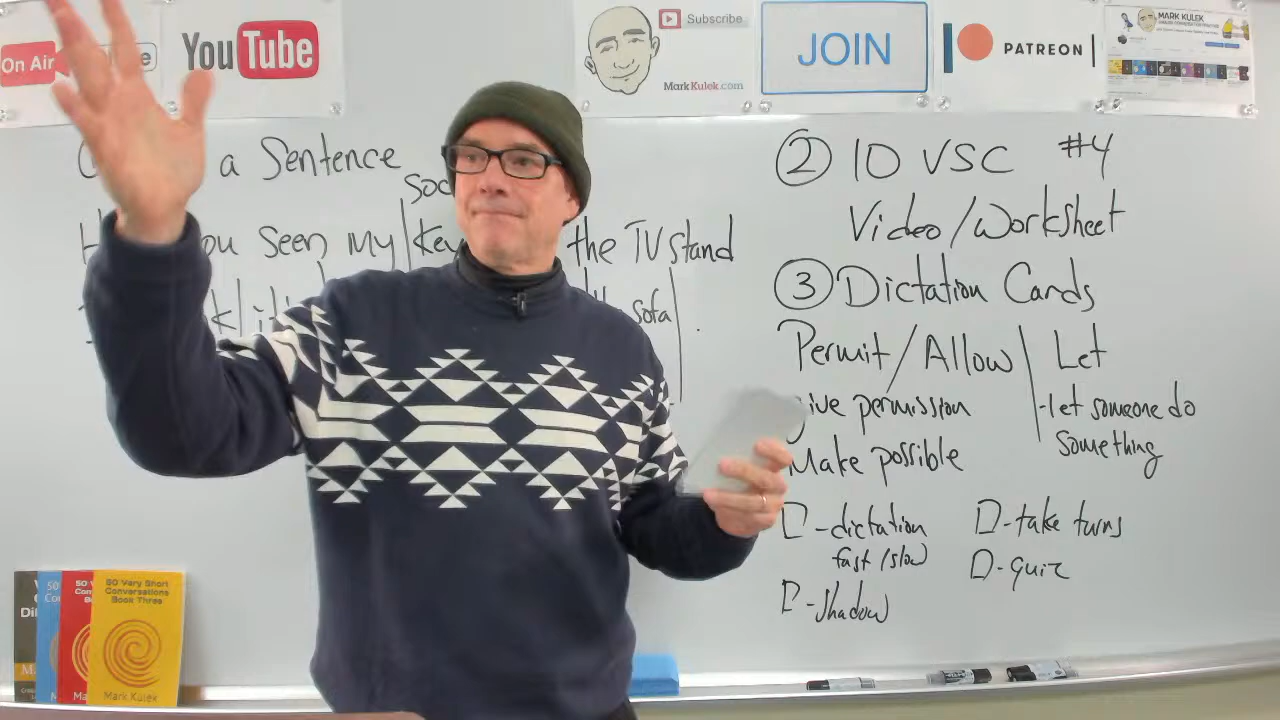 On Air
YouTube
Subscribe
MarkKulek.com
JOIN
PATREON
MARK KULEK
a Sentence
you seen my | key the TV stand
sofa | .
② 10 VSC #4
Video/Worksheet
③ Dictation Cards
Permit/Allow | Let
give permission
-let someone do
something
Make possible
-dictation
fast/slow
-take turns
-quiz
-shadow
50 Very Short
Conversations
Book Three
Mark Kulek